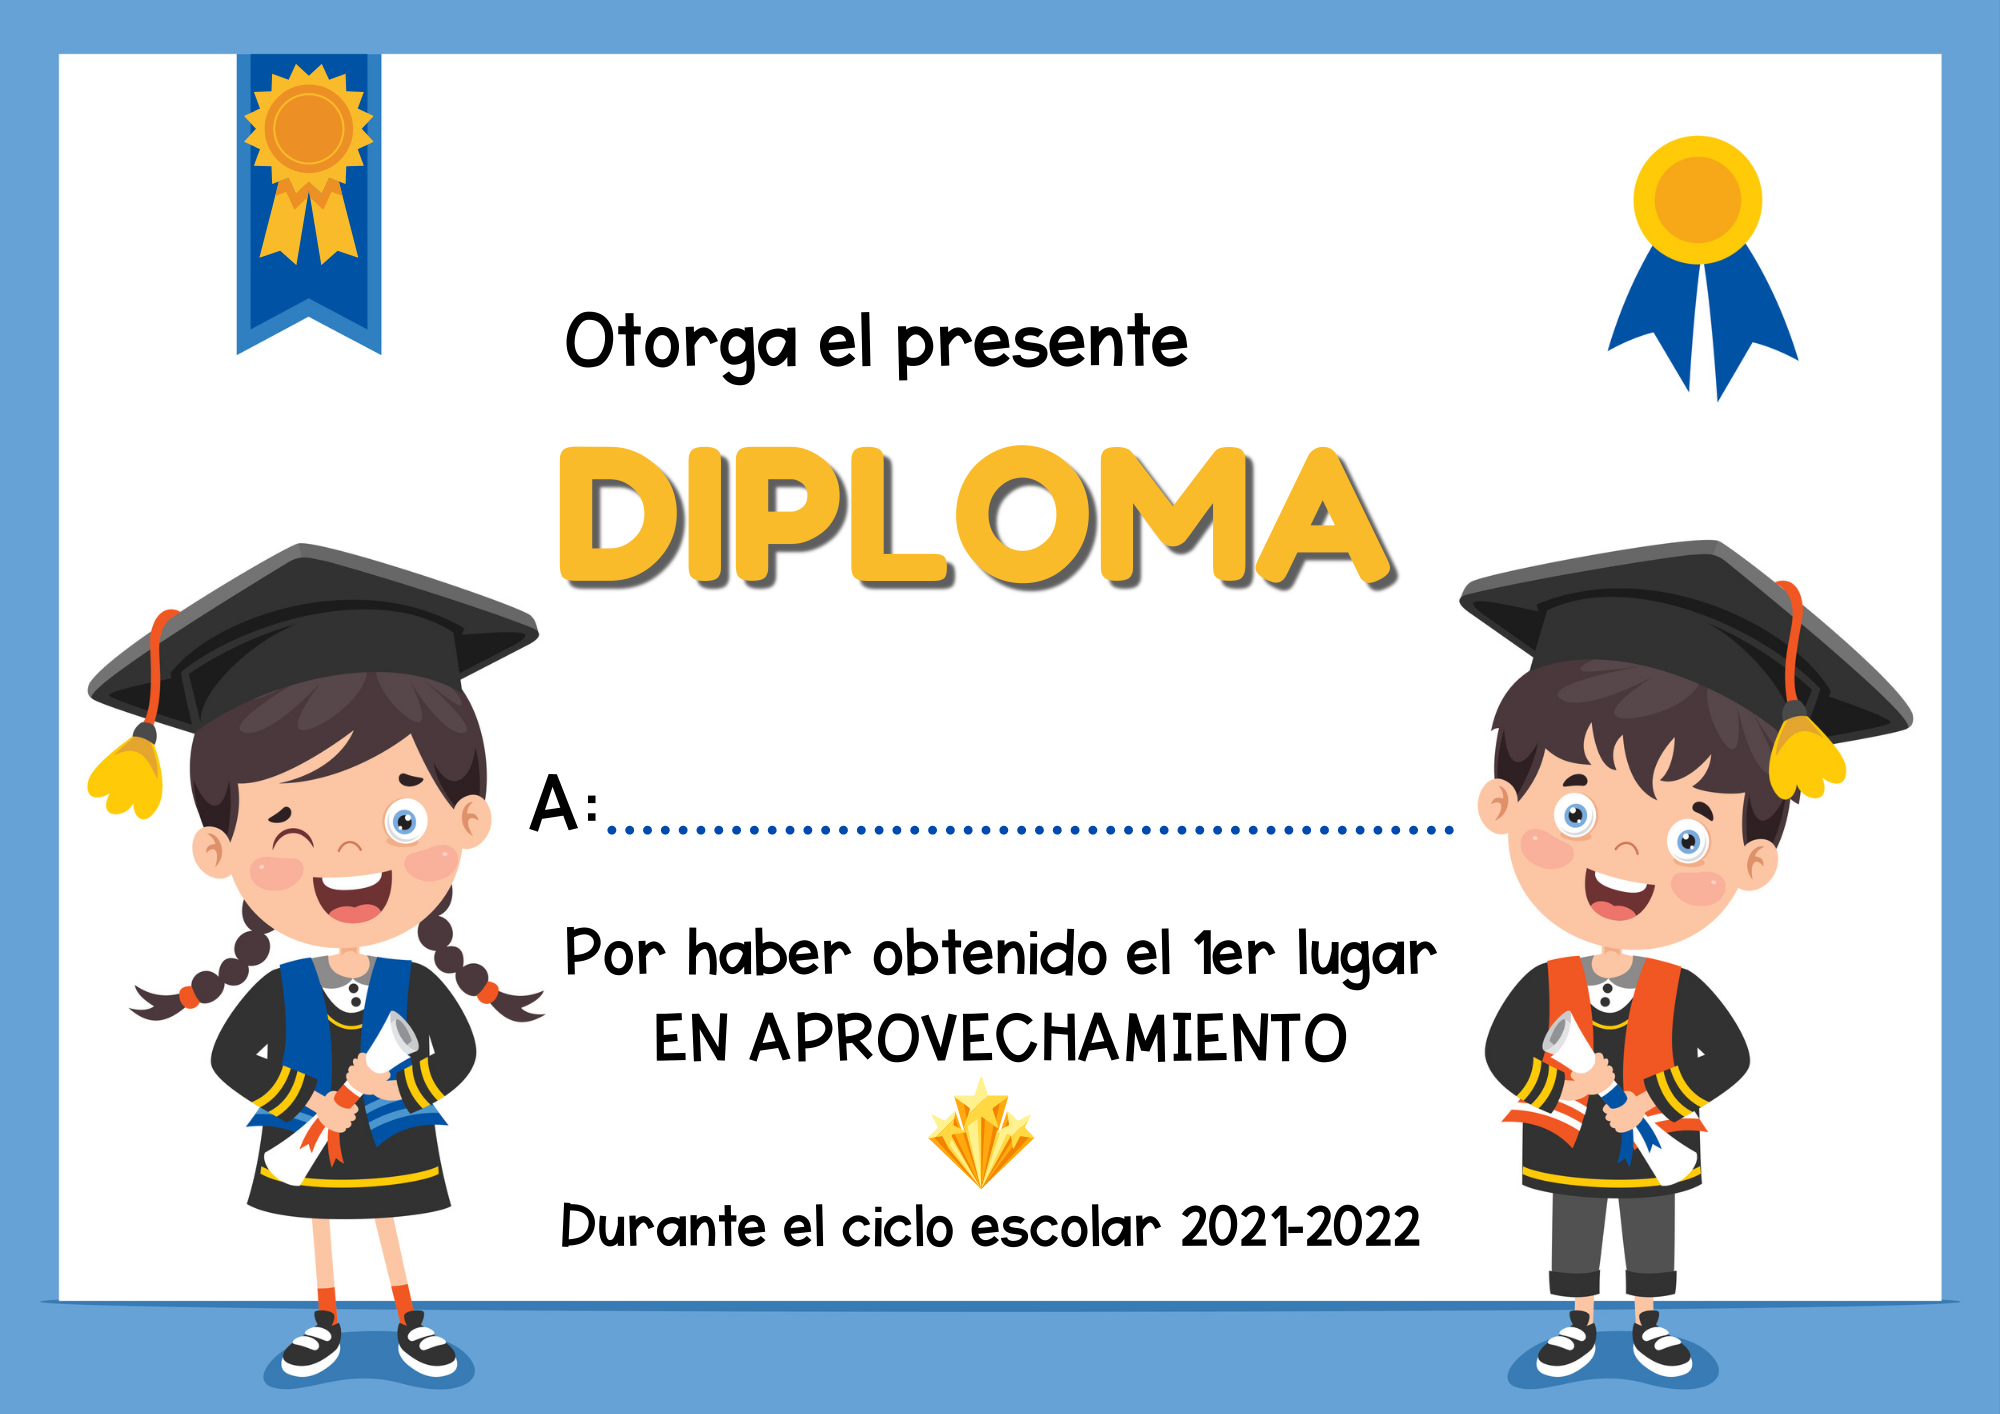 Otorga el presente
DIPLOMA
A:................................................
Por haber obtenido el 1er lugar
EN APROVECHAMIENTO
Durante el ciclo escolar 2021-2022